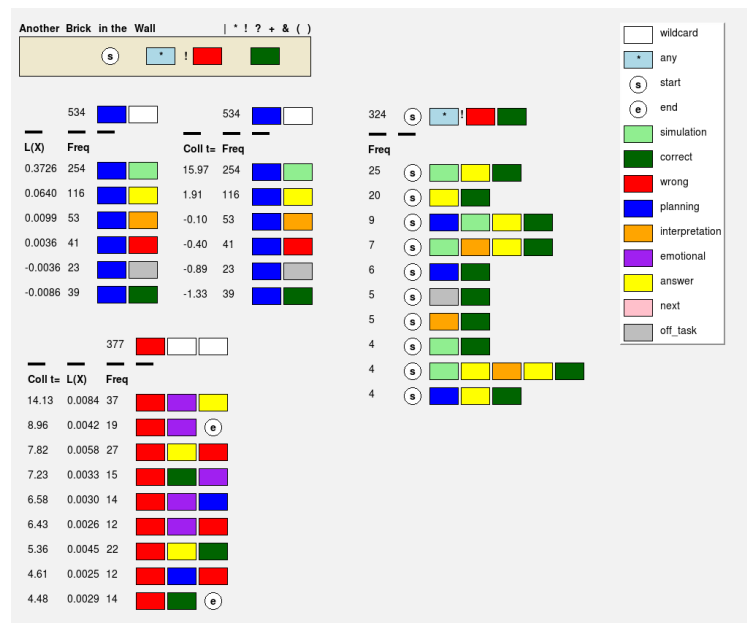 Another Brick in the Wall | * ! ? + & ( )
s * !
534
L(X) Freq
0.3726 254
0.0640 116
0.0099 53
0.0036 41
-0.0036 23
-0.0086 39
534
Coll t= Freq
15.97 254
1.91 116
-0.10 53
-0.40 41
-0.89 23
-1.33 39
377
Coll t= L(X) Freq
14.13 0.0084 37
8.96 0.0042 19 e
7.82 0.0058 27
7.23 0.0033 15
6.58 0.0030 14
6.43 0.0026 12
5.36 0.0045 22
4.61 0.0025 12
4.48 0.0029 14 e
324 s * !
Freq
25 s
20 s
9 s
7 s
6 s
5 s
5 s
4 s
4 s
4 s
wildcard
* any
s start
e end
simulation
correct
wrong
planning
interpretation
emotional
answer
next
off_task